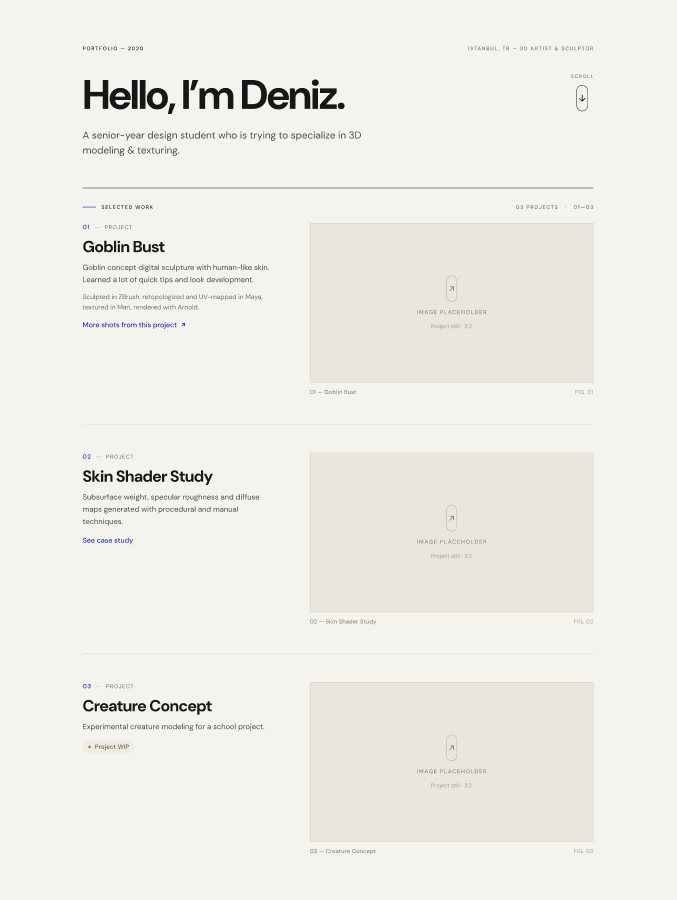 PORTFOLIO — 2020
ISTANBUL, TR — 3D ARTIST & SCULPTOR
Hello, I’m Deniz.
SCROLL
A senior-year design student who is trying to specialize in 3D
modeling & texturing.
SELECTED WORK
03 PROJECTS · 01—03
01 — PROJECT
Goblin Bust
Goblin concept digital sculpture with human-like skin.
Learned a lot of quick tips and look development.
Sculpted in ZBrush, retopologized and UV-mapped in Maya,
textured in Mari, rendered with Arnold.
More shots from this project ↗
IMAGE PLACEHOLDER
Project still · 3:2
01 — Goblin Bust
FIG. 01
02 — PROJECT
Skin Shader Study
Subsurface weight, specular roughness and diffuse
maps generated with procedural and manual
techniques.
See case study
IMAGE PLACEHOLDER
Project still · 3:2
02 — Skin Shader Study
FIG. 02
03 — PROJECT
Creature Concept
Experimental creature modeling for a school project.
Project WIP
IMAGE PLACEHOLDER
Project still · 3:2
03 — Creature Concept
FIG. 03